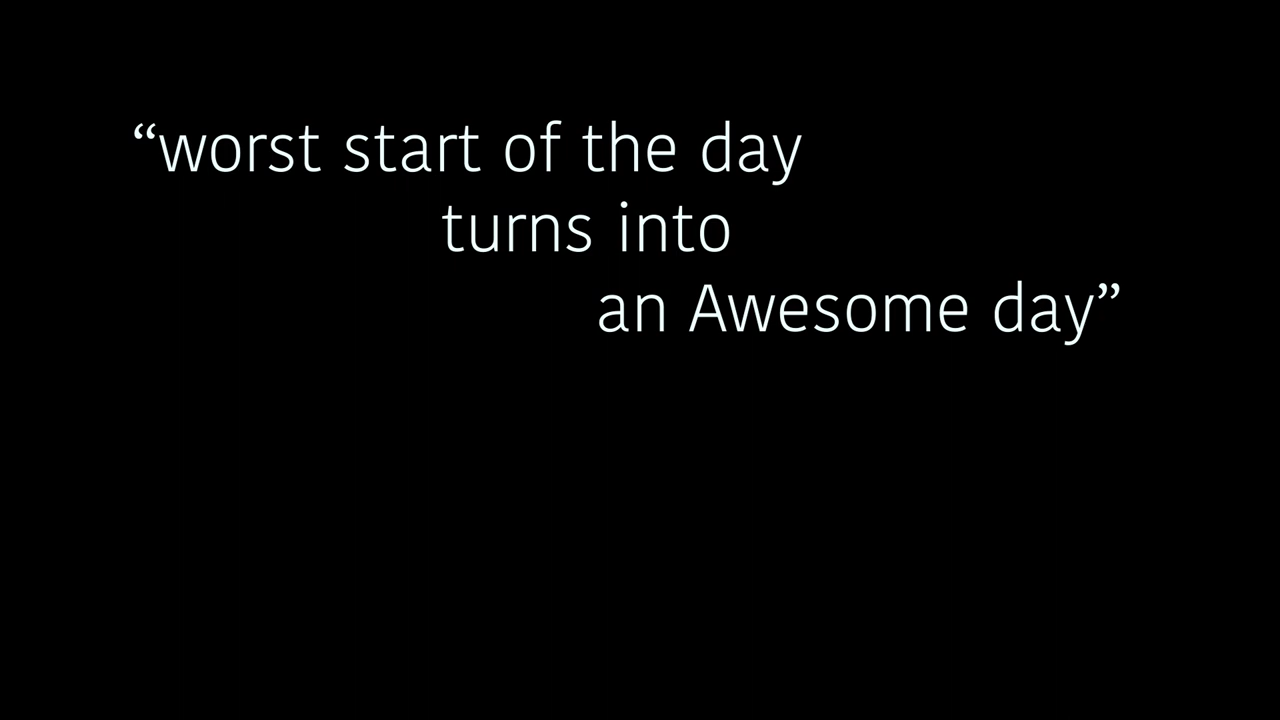 “worst start of the day
turns into
an Awesome day”